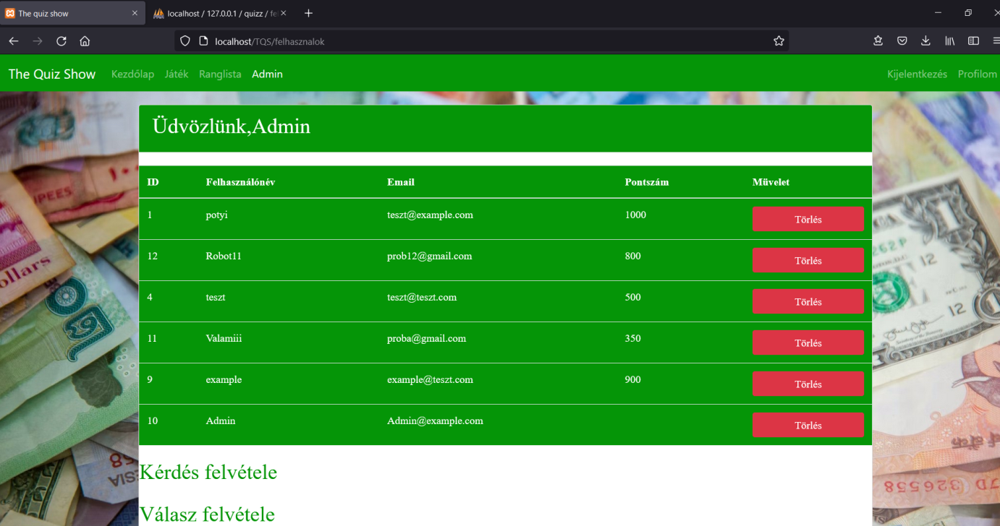 The quiz show
localhost / 127.0.0.1 / quizz / fel
localhost/TQS/felhasznalok
The Quiz Show Kezdőlap Játék Ranglista Admin Kijelentkezés Profilom
Üdvözlünk,Admin
ID Felhasználónév Email Pontszám Müvelet
1 potyi teszt@example.com 1000 Törlés
12 Robot11 prob12@gmail.com 800 Törlés
4 teszt teszt@teszt.com 500 Törlés
11 Valamiii proba@gmail.com 350 Törlés
9 example example@teszt.com 900 Törlés
10 Admin Admin@example.com Törlés
Kérdés felvétele
Válasz felvétele